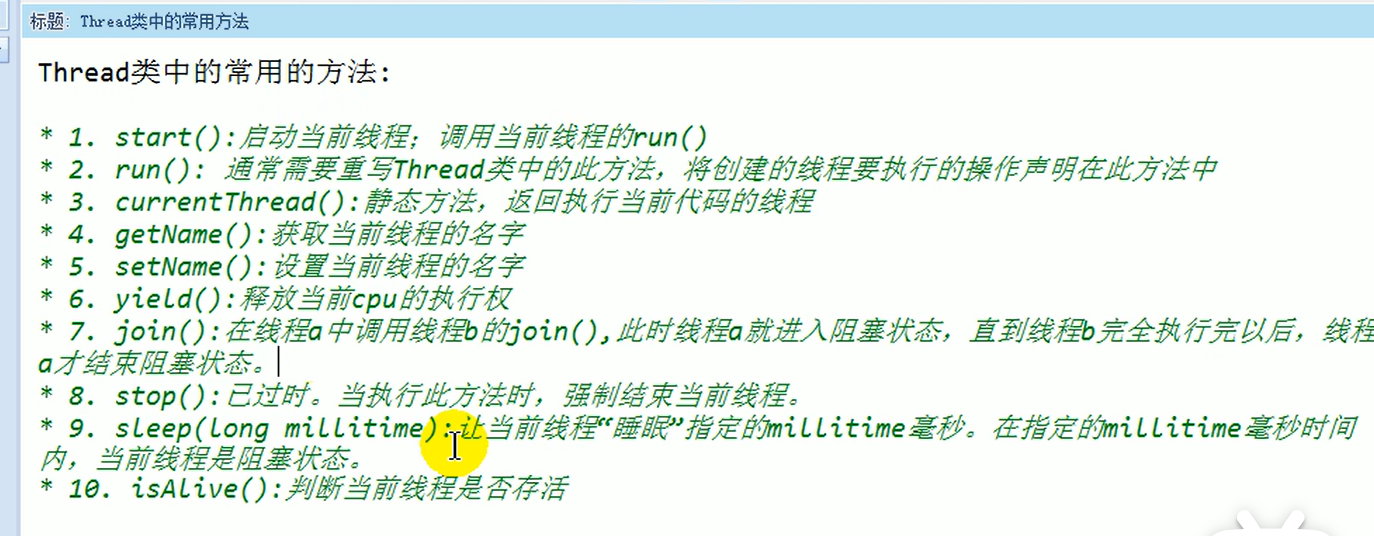 标题: Thread类中的常用方法
Thread类中的常用的方法:
* 1. start():启动当前线程；调用当前线程的run()
* 2. run(): 通常需要重写Thread类中的此方法，将创建的线程要执行的操作声明在此方法中
* 3. currentThread():静态方法，返回执行当前代码的线程
* 4. getName():获取当前线程的名字
* 5. setName():设置当前线程的名字
* 6. yield():释放当前cpu的执行权
* 7. join():在线程a中调用线程b的join(),此时线程a就进入阻塞状态，直到线程b完全执行完以后，线程
a才结束阻塞状态。
* 8. stop():已过时。当执行此方法时，强制结束当前线程。
* 9. sleep(long millitime):让当前线程“睡眠”指定的millitime毫秒。在指定的millitime毫秒时间
内，当前线程是阻塞状态。
* 10. isAlive():判断当前线程是否存活